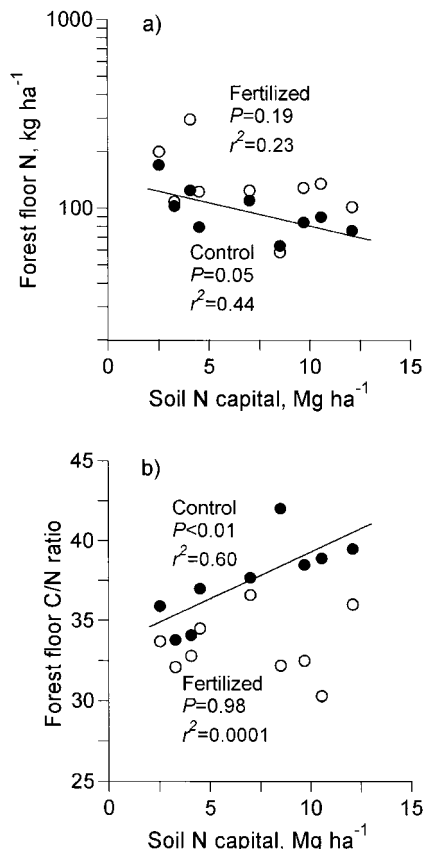 a)
1000
Fertilized
P=0.19
r²=0.23
Forest floor N, kg ha⁻¹
100
Control
P=0.05
r²=0.44
0
5
10
15
Soil N capital, Mg ha⁻¹
b)
45
Control
P<0.01
r²=0.60
40
Forest floor C/N ratio
35
30
Fertilized
P=0.98
r²=0.0001
25
0
5
10
15
Soil N capital, Mg ha⁻¹